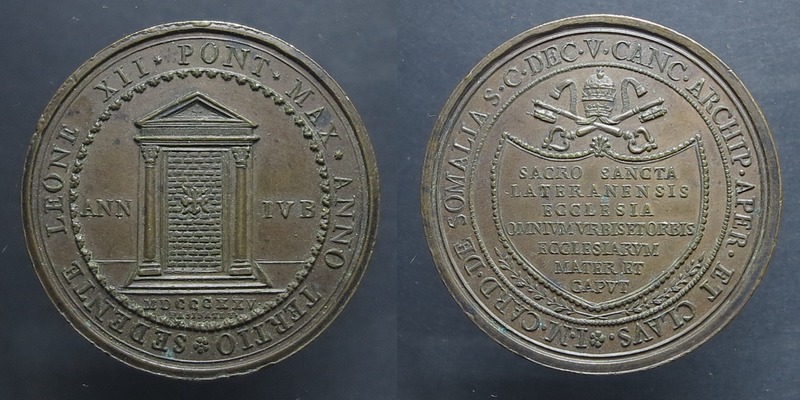 SEDENTE LEONE XII · PONT · MAX · ANNO TERTIO
ANN IVB
MDCCCXXV
I · M · CARD · DE SOMALIA S · C · DEC · V · CANC · ARCHIP · APER · ET CLAVS ·
SACRO SANCTA
LATERANENSIS
ECCLESIA
OMNIVM VRBIS ET ORBIS
ECCLESIARVM
MATER ET
CAPVT